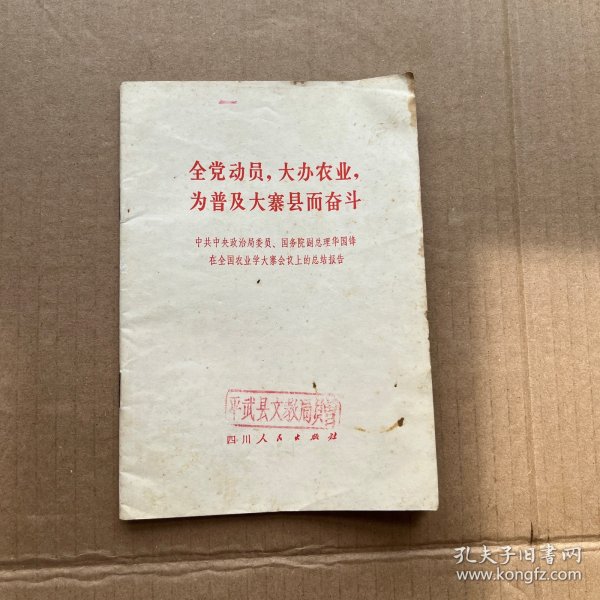 全党动员，大办农业，
为普及大寨县而奋斗
中共中央政治局委员、国务院副总理华国锋
在全国农业学大寨会议上的总结报告
平武县文教局赠
四川人民出版社
孔夫子旧书网
www.kongfz.com